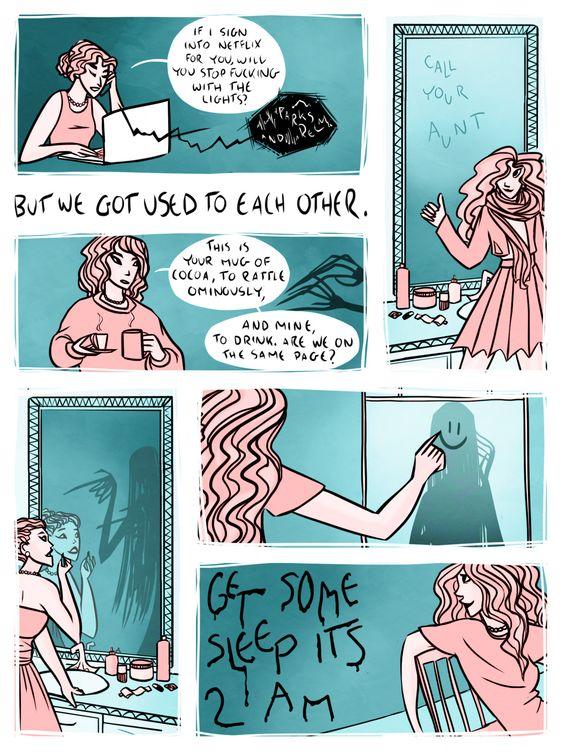 IF I SIGN
INTO NETFLIX
FOR YOU, WILL
YOU STOP FUCKING
WITH THE
LIGHTS?
PARKS
AND REC
CALL
YOUR
AUNT
BUT WE GOT USED TO EACH OTHER.
THIS IS
YOUR MUG OF
COCOA, TO RATTLE
OMINOUSLY,
AND MINE,
TO DRINK. ARE WE ON
THE SAME PAGE?
GET SOME
SLEEP ITS
2 AM